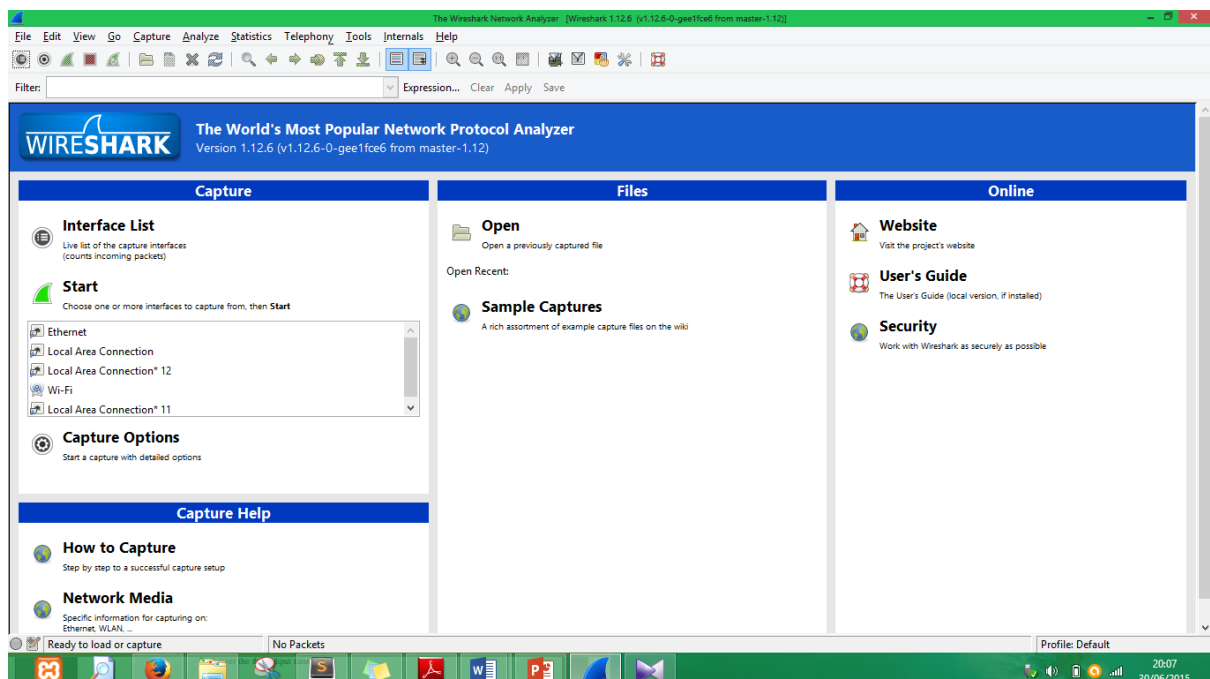 The Wireshark Network Analyzer [Wireshark 1.12.6 (v1.12.6-0-gee1fce6 from master-1.12)]
File Edit View Go Capture Analyze Statistics Telephony Tools Internals Help
Filter: Expression... Clear Apply Save
WIRESHARK
The World's Most Popular Network Protocol Analyzer
Version 1.12.6 (v1.12.6-0-gee1fce6 from master-1.12)
Capture
Interface List
Live list of the capture interfaces
(counts incoming packets)
Start
Choose one or more interfaces to capture from, then Start
Ethernet
Local Area Connection
Local Area Connection* 12
Wi-Fi
Local Area Connection* 11
Capture Options
Start a capture with detailed options
Capture Help
How to Capture
Step by step to a successful capture setup
Network Media
Specific information for capturing on:
Ethernet, WLAN, ...
Files
Open
Open a previously captured file
Open Recent:
Sample Captures
A rich assortment of example capture files on the wiki
Online
Website
Visit the project's website
User's Guide
The User's Guide (local version, if installed)
Security
Work with Wireshark as securely as possible
Ready to load or capture No Packets Profile: Default
20:07
20/06/2015